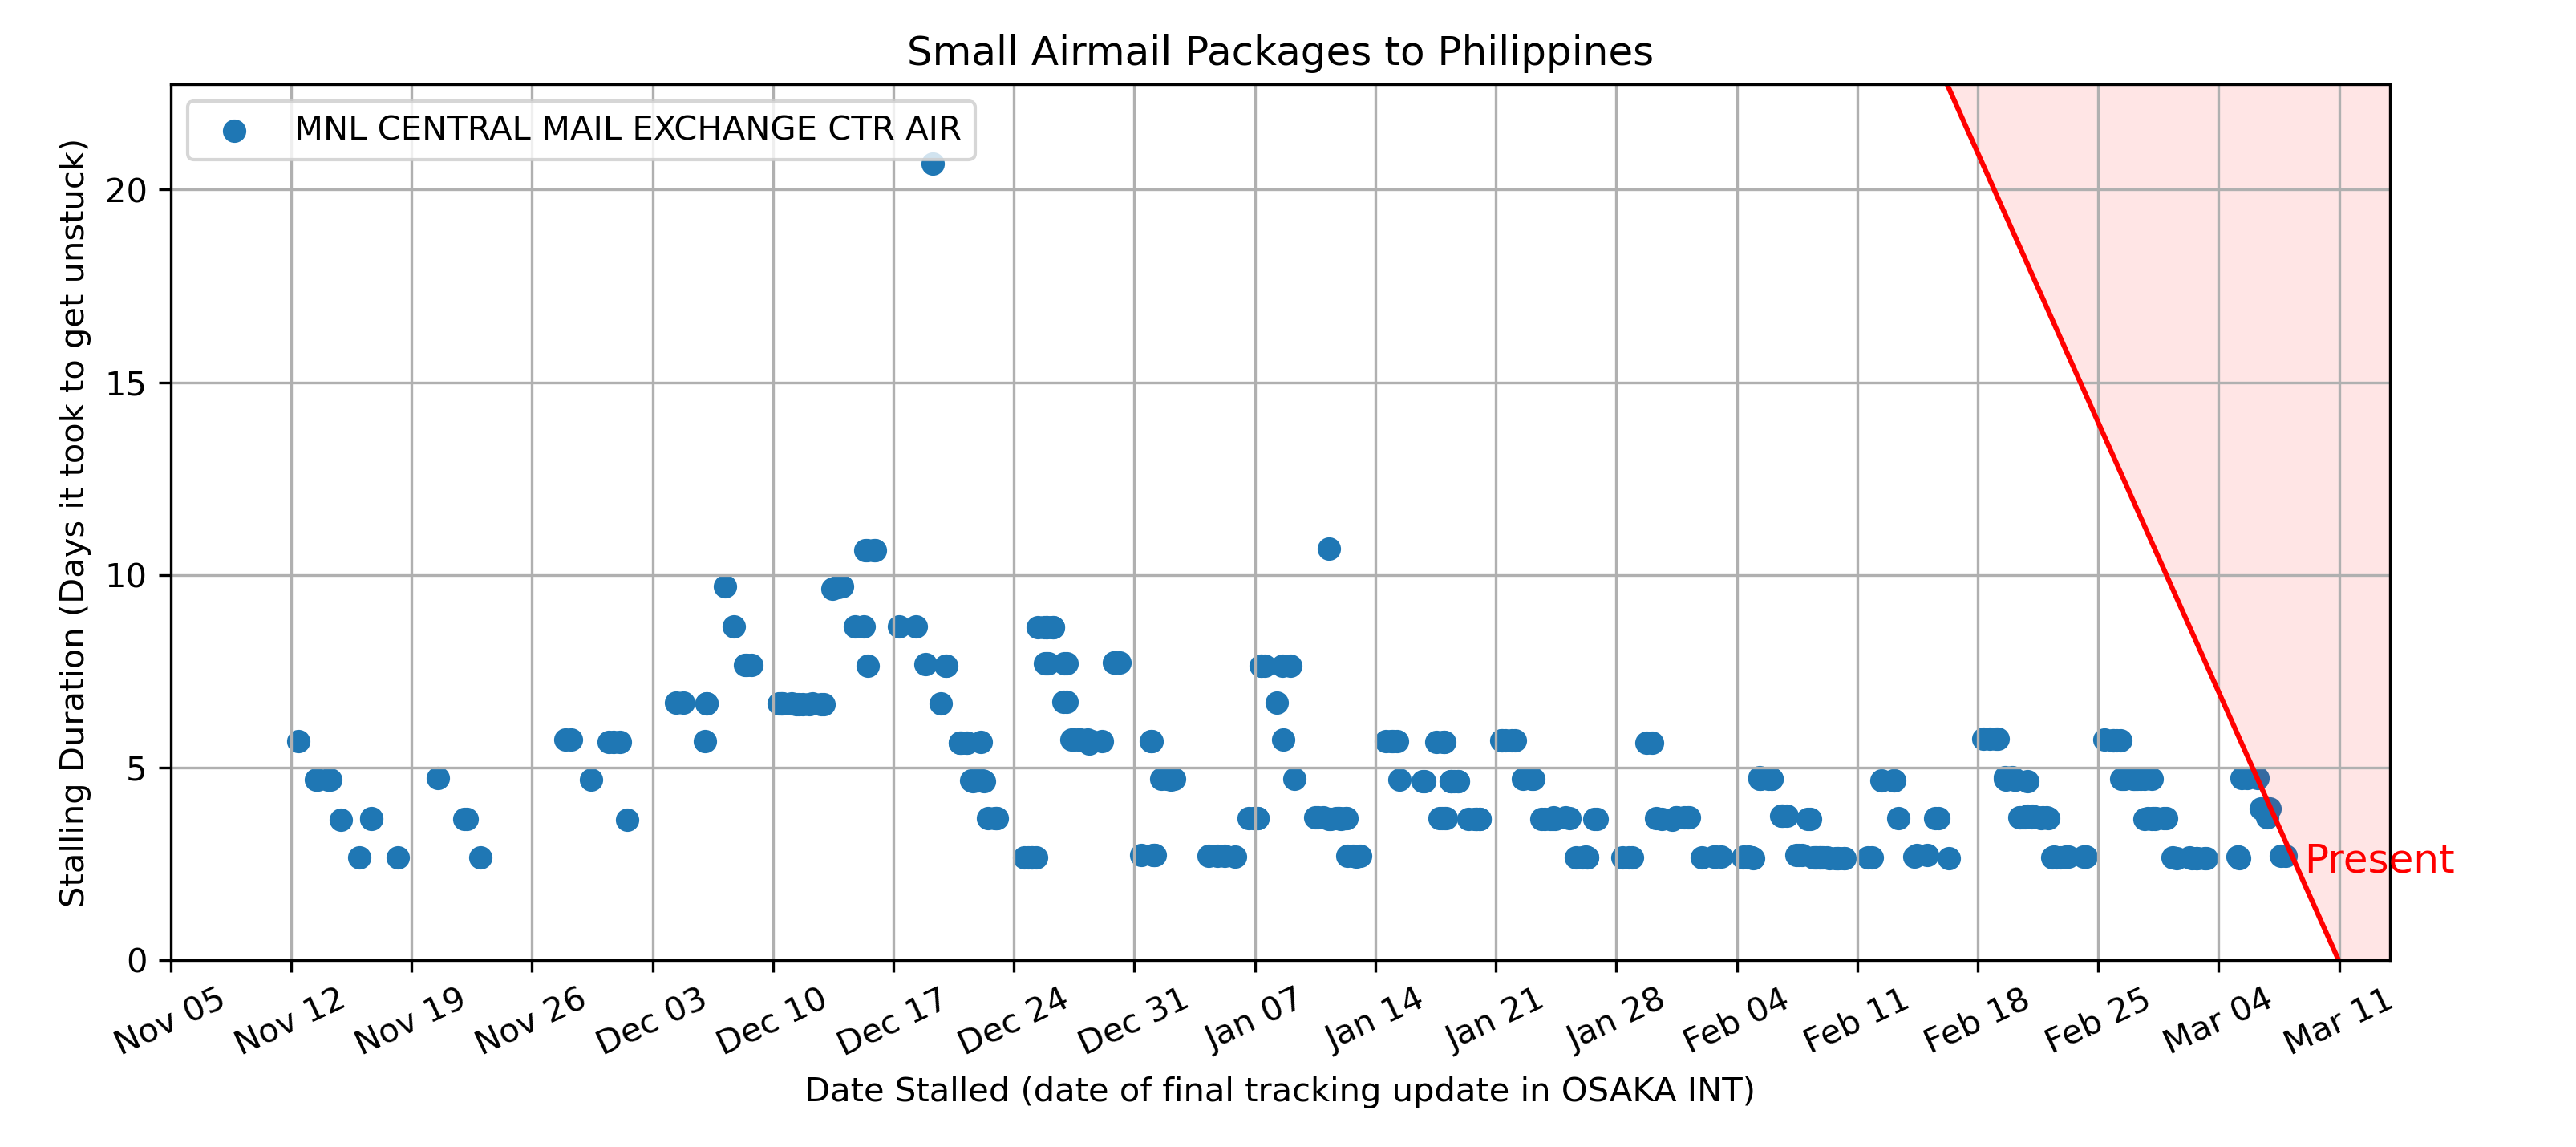 Small Airmail Packages to Philippines
MNL CENTRAL MAIL EXCHANGE CTR AIR
Stalling Duration (Days it took to get unstuck)
20
15
10
5
0
Present
Nov 05
Nov 12
Nov 19
Nov 26
Dec 03
Dec 10
Dec 17
Dec 24
Dec 31
Jan 07
Jan 14
Jan 21
Jan 28
Feb 04
Feb 11
Feb 18
Feb 25
Mar 04
Mar 11
Date Stalled (date of final tracking update in OSAKA INT)